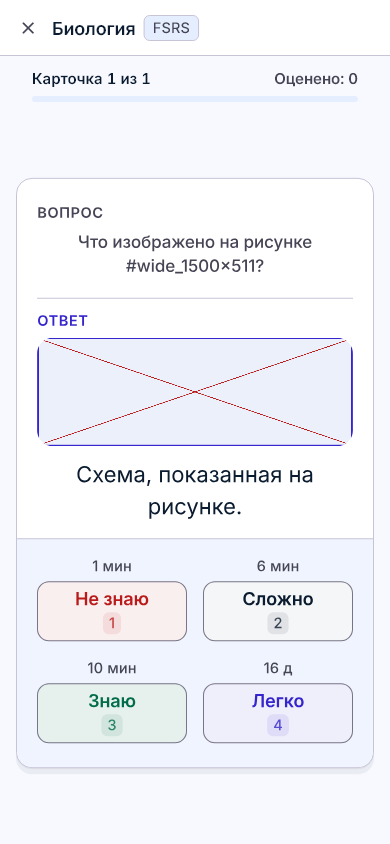 Биология FSRS
Карточка 1 из 1 Оценено: 0
ВОПРОС
Что изображено на рисунке
#wide_1500×511?
ОТВЕТ
Схема, показанная на
рисунке.
1 мин 6 мин
Не знаю Сложно
1 2
10 мин 16 д
Знаю Легко
3 4